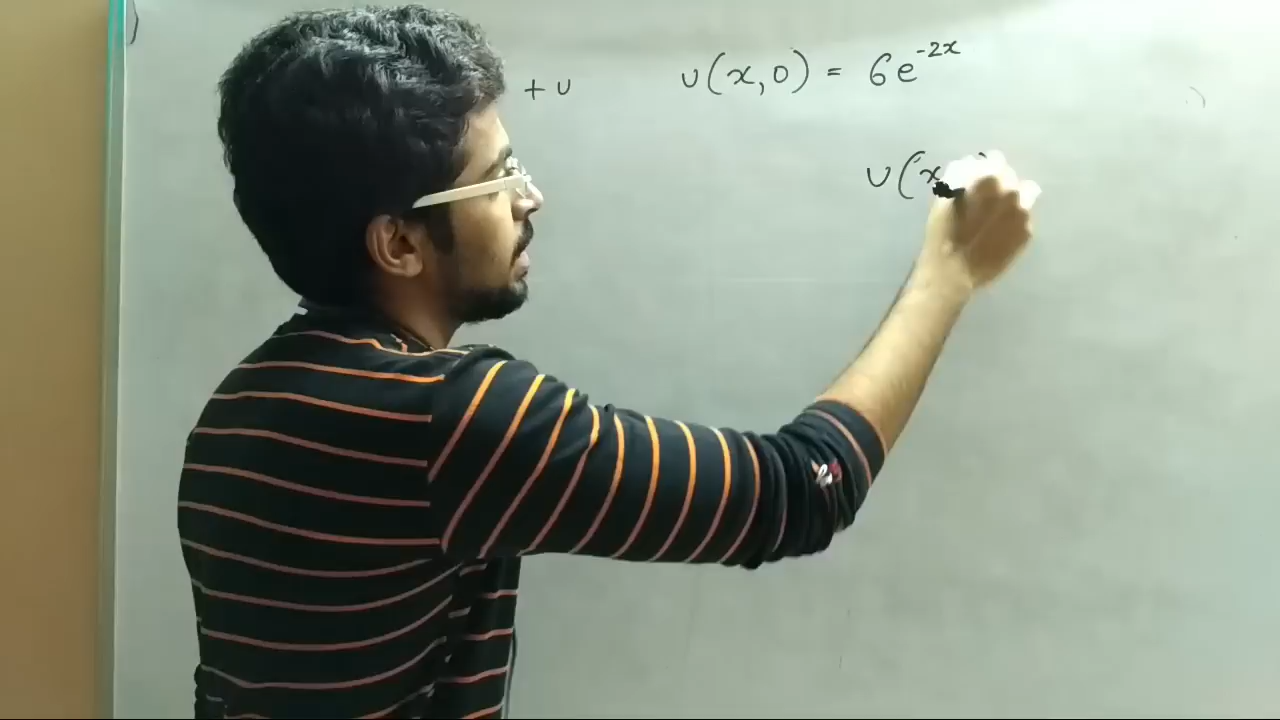 ) + u u(x,0) = 6e^{-2x}
u(x